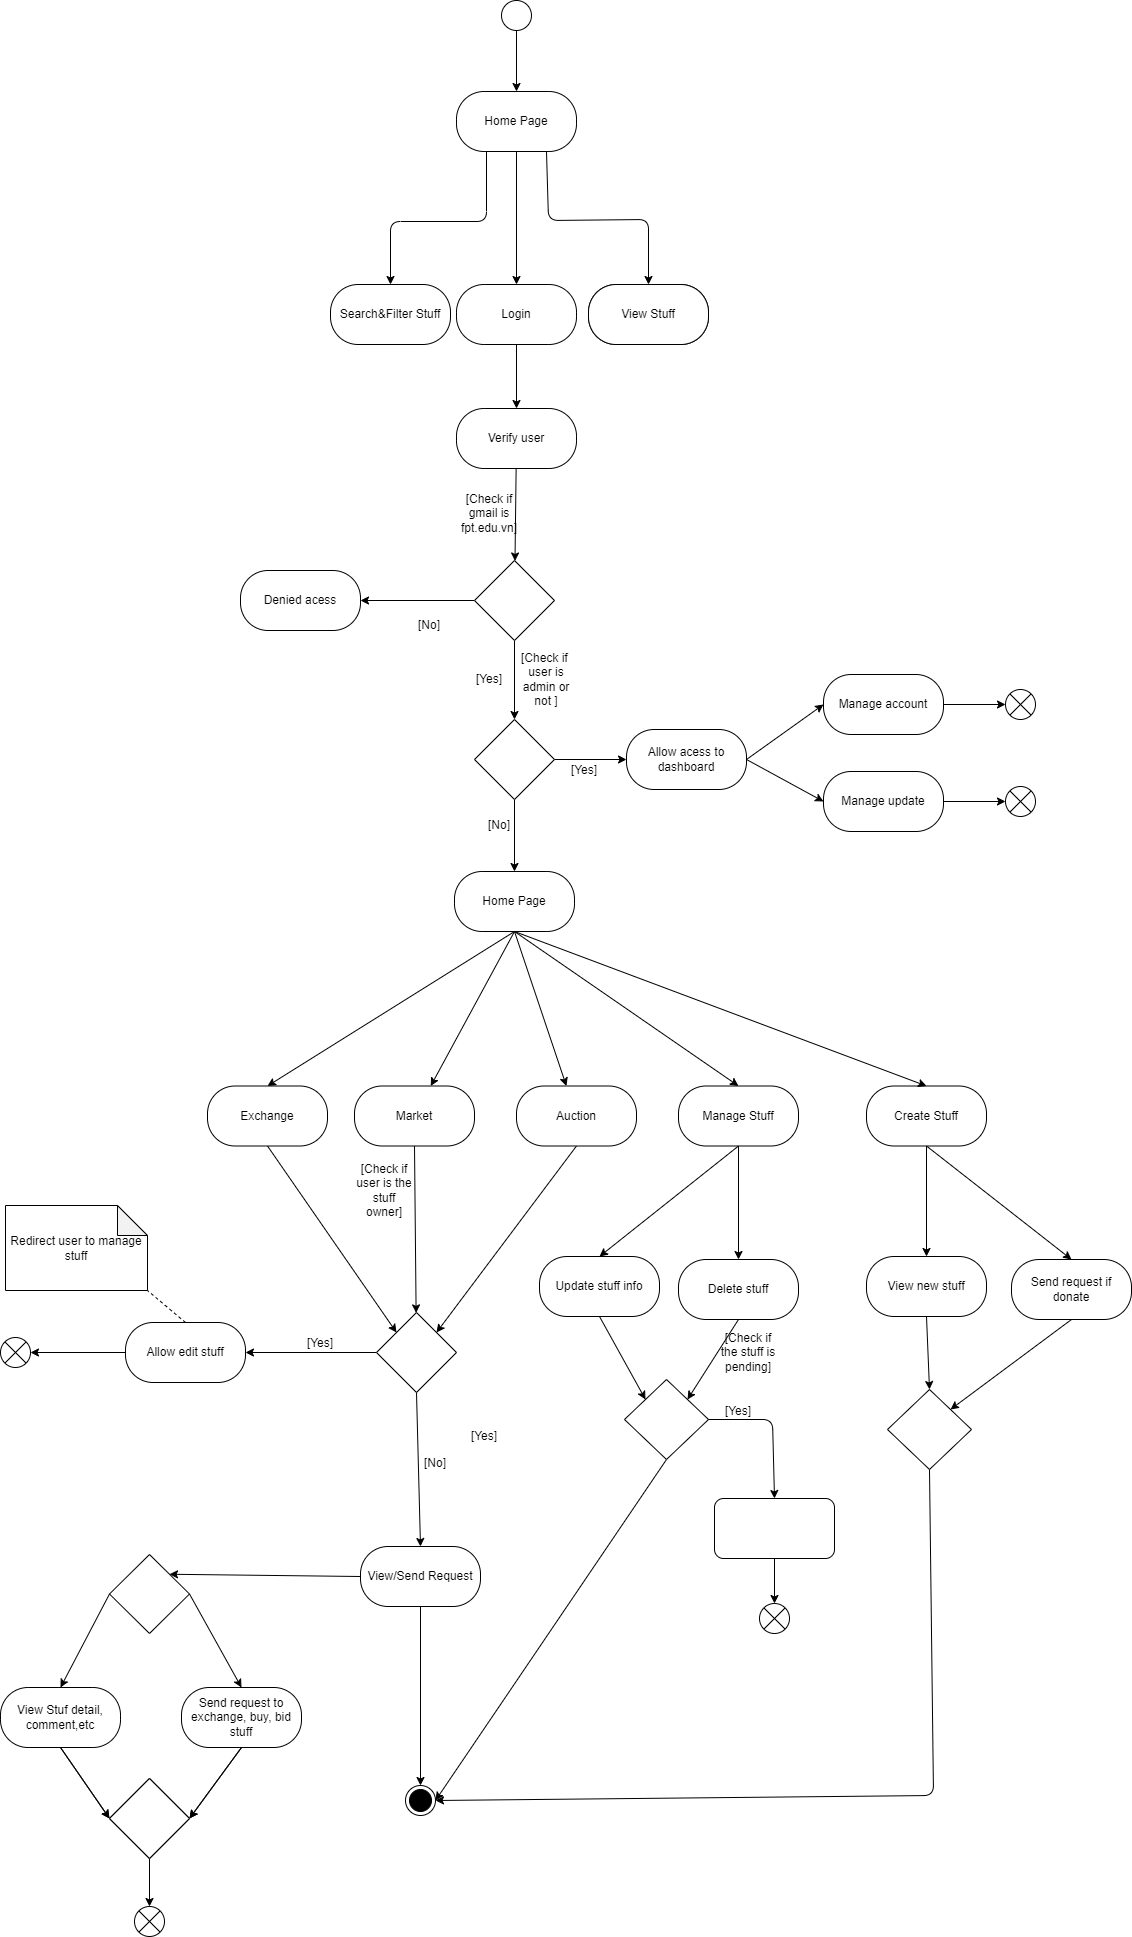 Home Page
Search&Filter Stuff
Login
View Stuff
Verify user
[Check if
gmail is
fpt.edu.vn]
Denied acess
[No]
[Yes]
[Check if
user is
admin or
not ]
Manage account
Allow acess to
dashboard
[Yes]
Manage update
[No]
Home Page
Exchange
Market
Auction
Manage Stuff
Create Stuff
[Check if
user is the
stuff
owner]
Redirect user to manage
stuff
Update stuff info
Delete stuff
View new stuff
Send request if
donate
[Check if
the stuff is
pending]
Allow edit stuff
[Yes]
[Yes]
[Yes]
[No]
View/Send Request
View Stuf detail,
comment,etc
Send request to
exchange, buy, bid
stuff